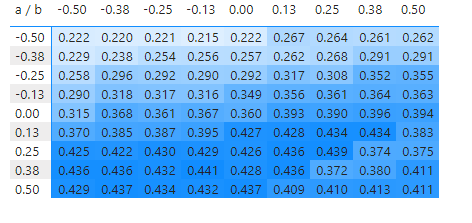 a / b -0.50 -0.38 -0.25 -0.13 0.00 0.13 0.25 0.38 0.50
-0.50 0.222 0.220 0.221 0.215 0.222 0.267 0.264 0.261 0.262
-0.38 0.229 0.238 0.254 0.256 0.257 0.262 0.268 0.291 0.291
-0.25 0.258 0.296 0.292 0.290 0.292 0.317 0.308 0.352 0.355
-0.13 0.290 0.318 0.317 0.316 0.349 0.356 0.361 0.364 0.363
0.00 0.315 0.368 0.361 0.367 0.360 0.393 0.390 0.396 0.394
0.13 0.370 0.385 0.387 0.395 0.427 0.428 0.434 0.434 0.383
0.25 0.425 0.422 0.430 0.429 0.426 0.436 0.439 0.374 0.375
0.38 0.436 0.436 0.432 0.441 0.428 0.436 0.372 0.380 0.411
0.50 0.429 0.437 0.434 0.432 0.437 0.409 0.410 0.413 0.411